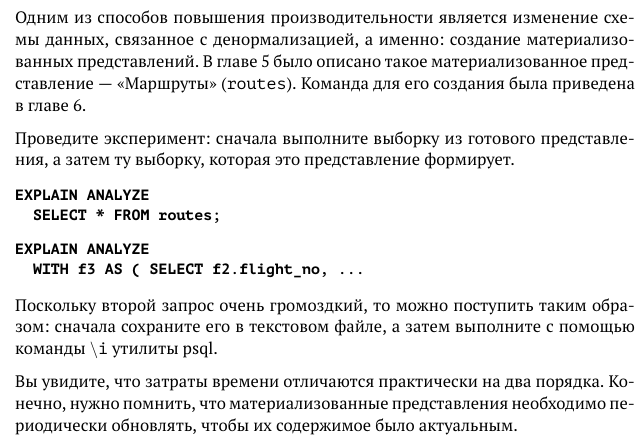 Одним из способов повышения производительности является изменение схе-
мы данных, связанное с денормализацией, а именно: создание материализо-
ванных представлений. В главе 5 было описано такое материализованное пред-
ставление — «Маршруты» (routes). Команда для его создания была приведена
в главе 6.
Проведите эксперимент: сначала выполните выборку из готового представле-
ния, а затем ту выборку, которая это представление формирует.
EXPLAIN ANALYZE
  SELECT * FROM routes;
EXPLAIN ANALYZE
  WITH f3 AS ( SELECT f2.flight_no, ...
Поскольку второй запрос очень громоздкий, то можно поступить таким обра-
зом: сначала сохраните его в текстовом файле, а затем выполните с помощью
команды \i утилиты psql.
Вы увидите, что затраты времени отличаются практически на два порядка. Ко-
нечно, нужно помнить, что материализованные представления необходимо пе-
риодически обновлять, чтобы их содержимое было актуальным.